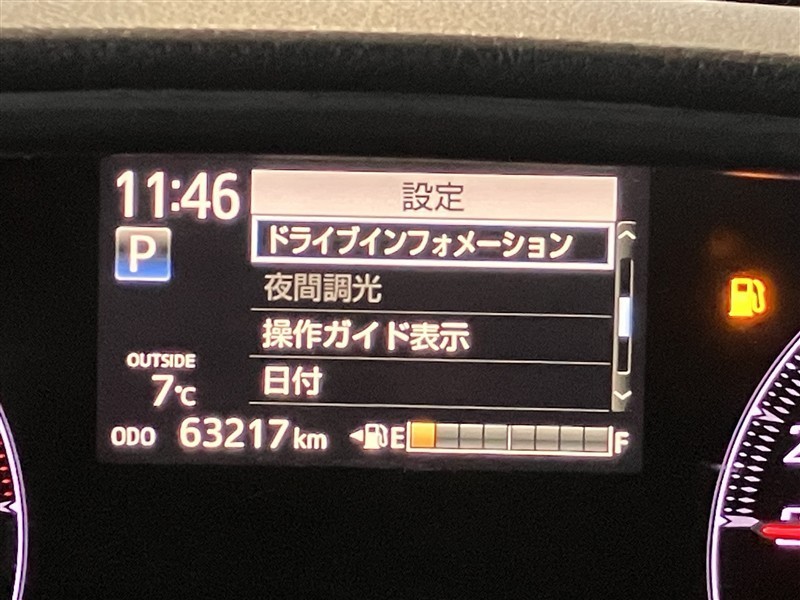 11:46
設定
P
ドライブインフォメーション
夜間調光
操作ガイド表示
日付
OUTSIDE
7℃
ODO 63217km
E F
2